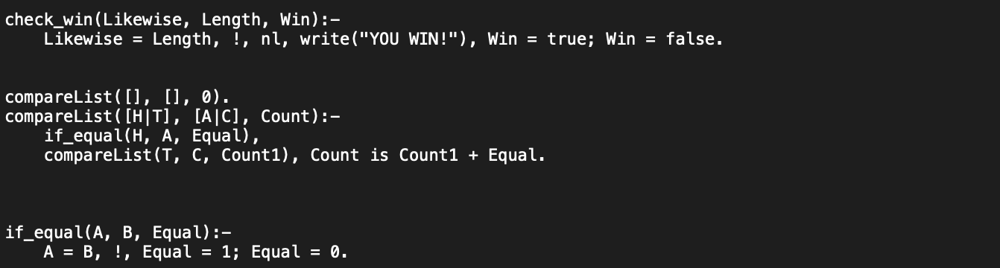 check_win(Likewise, Length, Win):-
    Likewise = Length, !, nl, write("YOU WIN!"), Win = true; Win = false.
compareList([], [], 0).
compareList([H|T], [A|C], Count):-
    if_equal(H, A, Equal),
    compareList(T, C, Count1), Count is Count1 + Equal.
if_equal(A, B, Equal):-
    A = B, !, Equal = 1; Equal = 0.